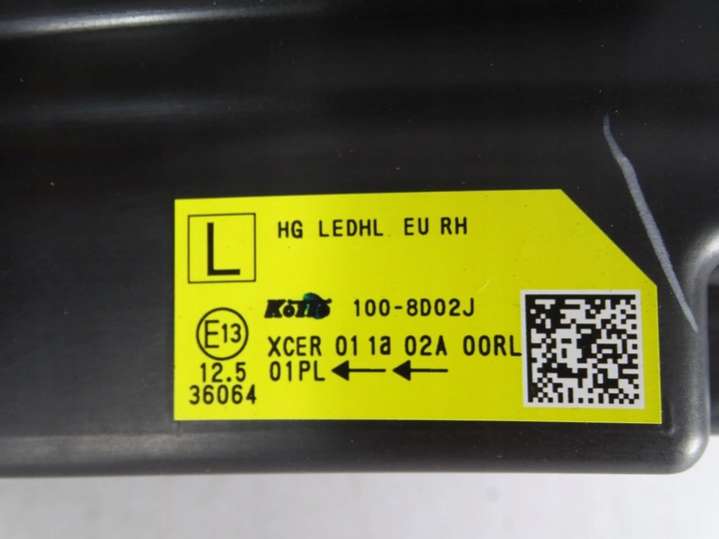 L
HG LEDHL EU RH
Koito 100-8D02J
E13
XCER 01 1a 02A 00RL
12.5 01PL
36064